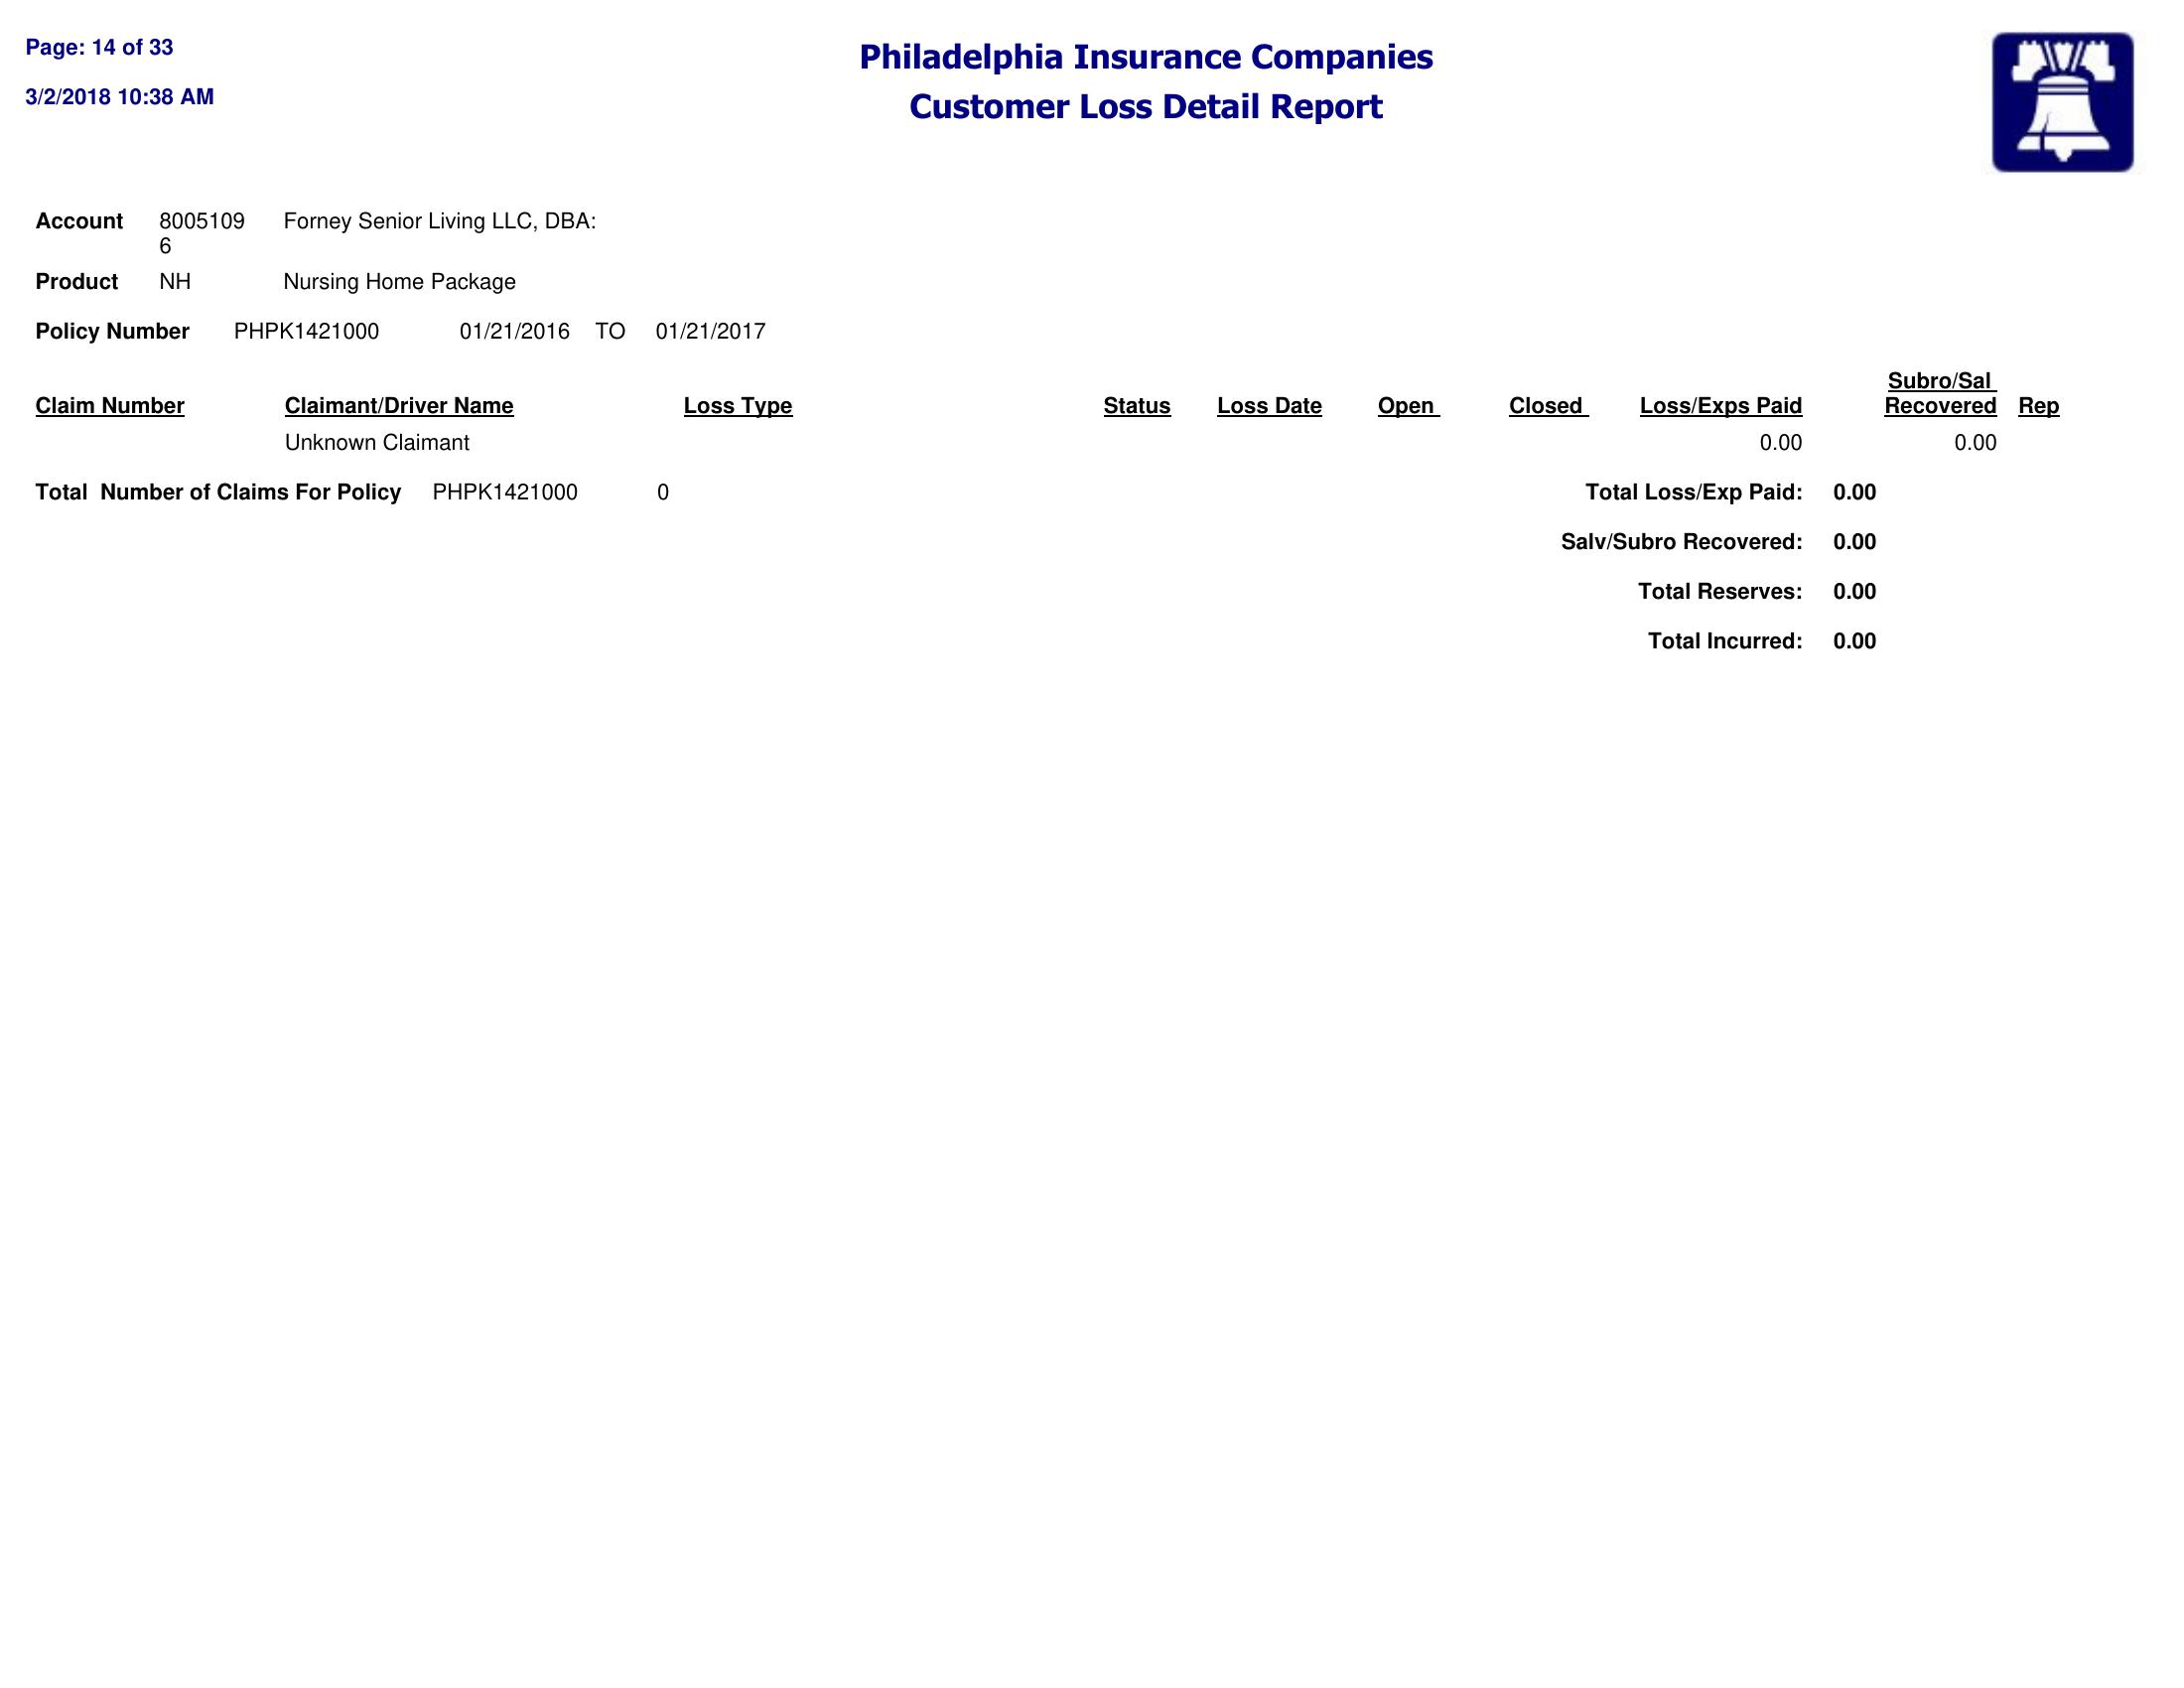 Page: 14 of 33
3/2/2018 10:38 AM
Philadelphia Insurance Companies
Customer Loss Detail Report
Account 8005109 Forney Senior Living LLC, DBA:
6
Product NH Nursing Home Package
Policy Number PHPK1421000 01/21/2016 TO 01/21/2017
Subro/Sal
Claim Number Claimant/Driver Name Loss Type Status Loss Date Open Closed Loss/Exps Paid Recovered Rep
Unknown Claimant 0.00 0.00
Total Number of Claims For Policy PHPK1421000 0 Total Loss/Exp Paid: 0.00
Salv/Subro Recovered: 0.00
Total Reserves: 0.00
Total Incurred: 0.00